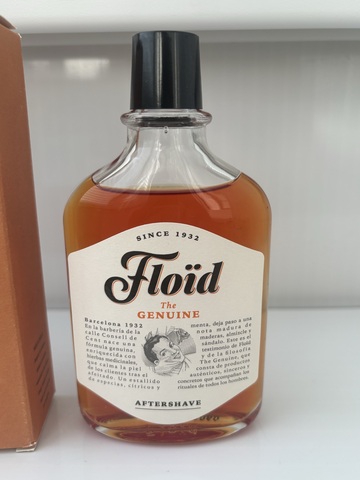 SINCE 1932
Floïd
The
GENUINE
Barcelona 1932
En la barbería de la
calle Consell de
Cent nace una
fórmula genuina,
enriquecida con
hierbas medicinales,
que calma la piel
de los clientes tras el
afeitado. Un estallido
de especias, cítricos y
menta, deja paso a una
nota madura de
maderas, almizcle y
sándalo. Este es el
testimonio de Floïd
y de la filosofía
The Genuine, que
consta de productos
auténticos, sinceros y
concretos que acompañan los
rituales de todos los hombres.
AFTERSHAVE